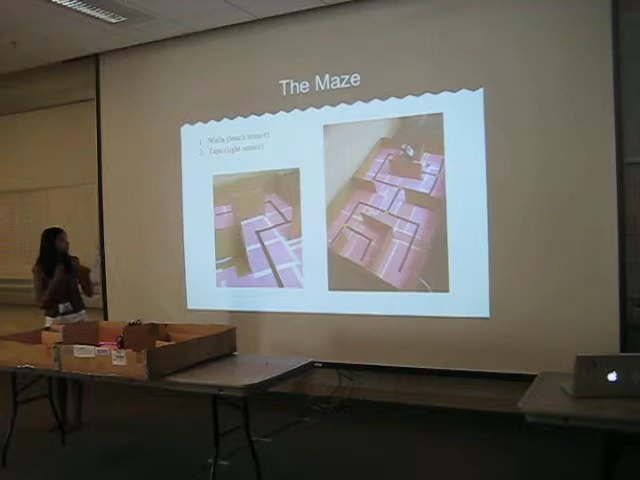 The Maze
1. Walls (touch sensor)
2. Tape (light sensor)